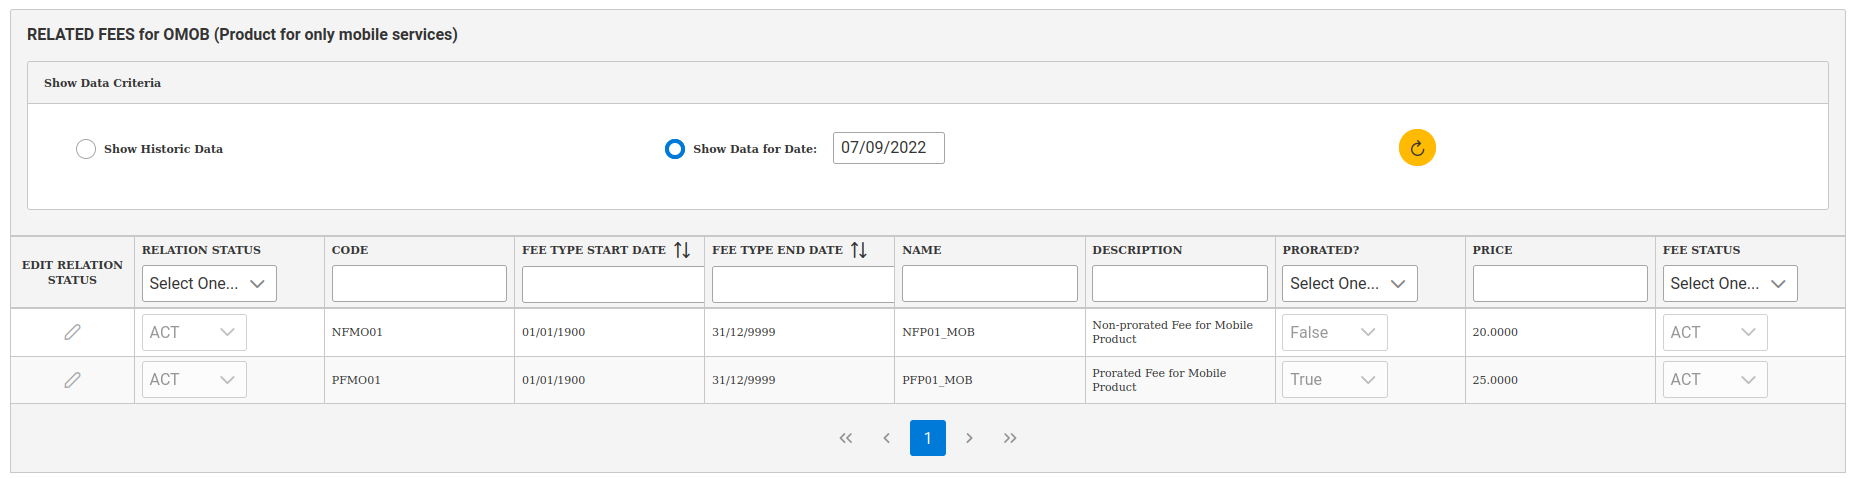 RELATED FEES for OMOB (Product for only mobile services)
Show Data Criteria
Show Historic Data
Show Data for Date:
07/09/2022
EDIT RELATION
STATUS
RELATION STATUS
CODE
FEE TYPE START DATE
FEE TYPE END DATE
NAME
DESCRIPTION
PRORATED?
PRICE
FEE STATUS
Select One...
Select One...
Select One...
ACT
NFMO01
01/01/1900
31/12/9999
NFP01_MOB
Non-prorated Fee for Mobile
Product
False
20.0000
ACT
ACT
PFMO01
01/01/1900
31/12/9999
PFP01_MOB
Prorated Fee for Mobile
Product
True
25.0000
ACT
1